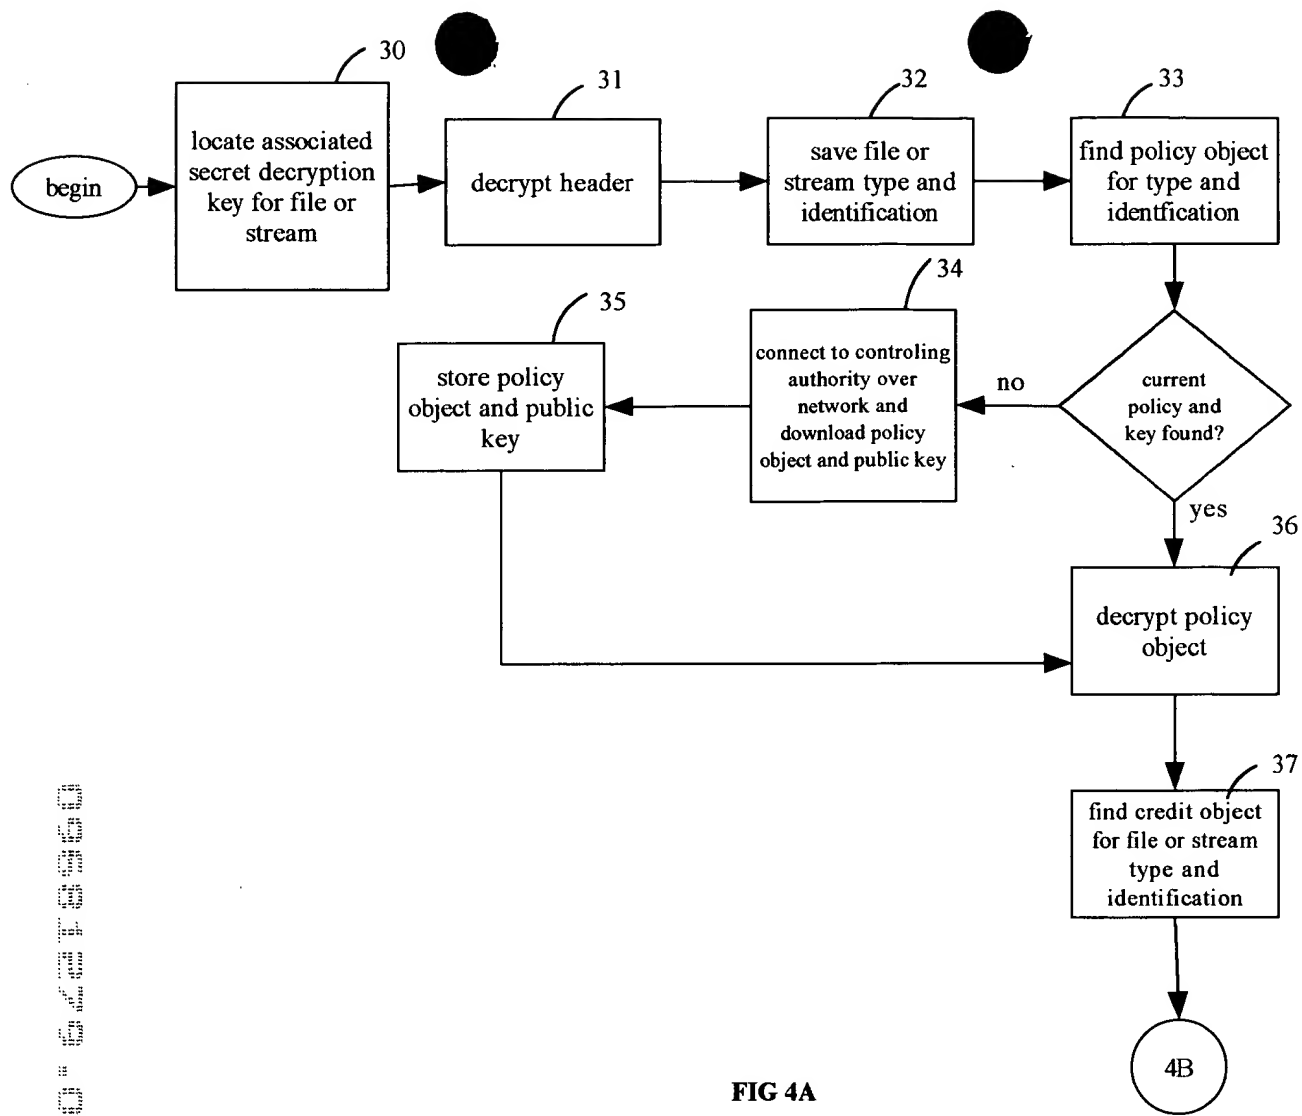 30
31
32
33
begin
locate associated
secret decryption
key for file or
stream
decrypt header
save file or
stream type and
identification
find policy object
for type and
identfication
34
35
connect to controling
authority over
network and
download policy
object and public key
store policy
object and public
key
no
current
policy and
key found?
yes
36
decrypt policy
object
37
find credit object
for file or stream
type and
identification
4B
FIG 4A